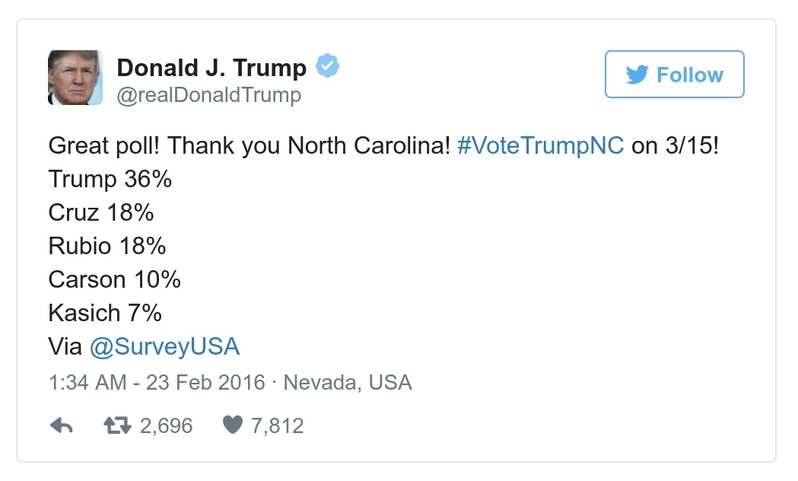 Donald J. Trump
@realDonaldTrump
Follow
Great poll! Thank you North Carolina! #VoteTrumpNC on 3/15!
Trump 36%
Cruz 18%
Rubio 18%
Carson 10%
Kasich 7%
Via @SurveyUSA
1:34 AM - 23 Feb 2016 · Nevada, USA
2,696 7,812